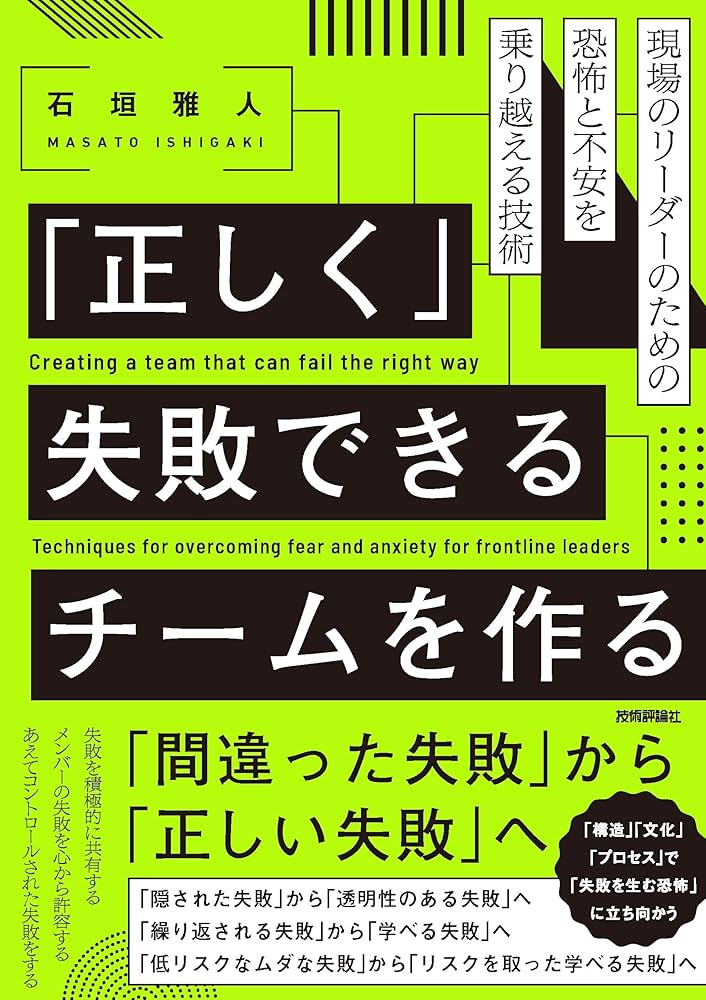 現場のリーダーのための
恐怖と不安を
乗り越える技術
石垣雅人
MASATO ISHIGAKI
「正しく」
Creating a team that can fail the right way
失敗できる
Techniques for overcoming fear and anxiety for frontline leaders
チームを作る
技術評論社
「間違った失敗」から
「正しい失敗」へ
失敗を積極的に共有する
メンバーの失敗を心から許容する
あえてコントロールされた失敗をする
「構造」「文化」
「プロセス」で
「失敗を生む恐怖」
に立ち向かう
「隠された失敗」から「透明性のある失敗」へ
「繰り返される失敗」から「学べる失敗」へ
「低リスクなムダな失敗」から「リスクを取った学べる失敗」へ